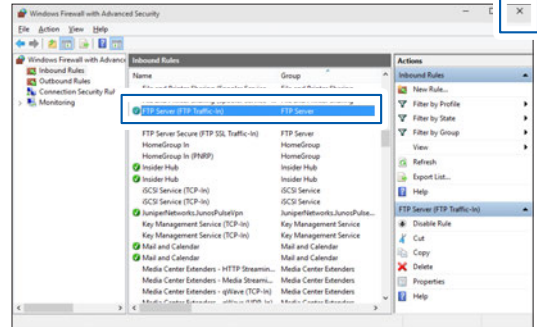 Windows Firewall with Advanced Security
File Action View Help
Windows Firewall with Advanc
Inbound Rules
Outbound Rules
Connection Security Rul
Monitoring
Inbound Rules
Name Group
FTP Server (FTP Traffic-In) FTP Server
FTP Server Secure (FTP SSL Traffic-In) FTP Server
HomeGroup In HomeGroup
HomeGroup In (PNRP) HomeGroup
Insider Hub Insider Hub
Insider Hub Insider Hub
iSCSI Service (TCP-In) iSCSI Service
iSCSI Service (TCP-In) iSCSI Service
JuniperNetworks.JunosPulseVpn JuniperNetworks.JunosPulse...
Key Management Service (TCP-In) Key Management Service
Key Management Service (TCP-In) Key Management Service
Mail and Calendar Mail and Calendar
Mail and Calendar Mail and Calendar
Media Center Extenders - HTTP Streamin... Media Center Extenders
Media Center Extenders - Media Streami... Media Center Extenders
Media Center Extenders - qWave (TCP-In) Media Center Extenders
Actions
Inbound Rules
New Rule...
Filter by Profile
Filter by State
Filter by Group
View
Refresh
Export List...
Help
FTP Server (FTP Traffic-In)
Disable Rule
Cut
Copy
Delete
Properties
Help